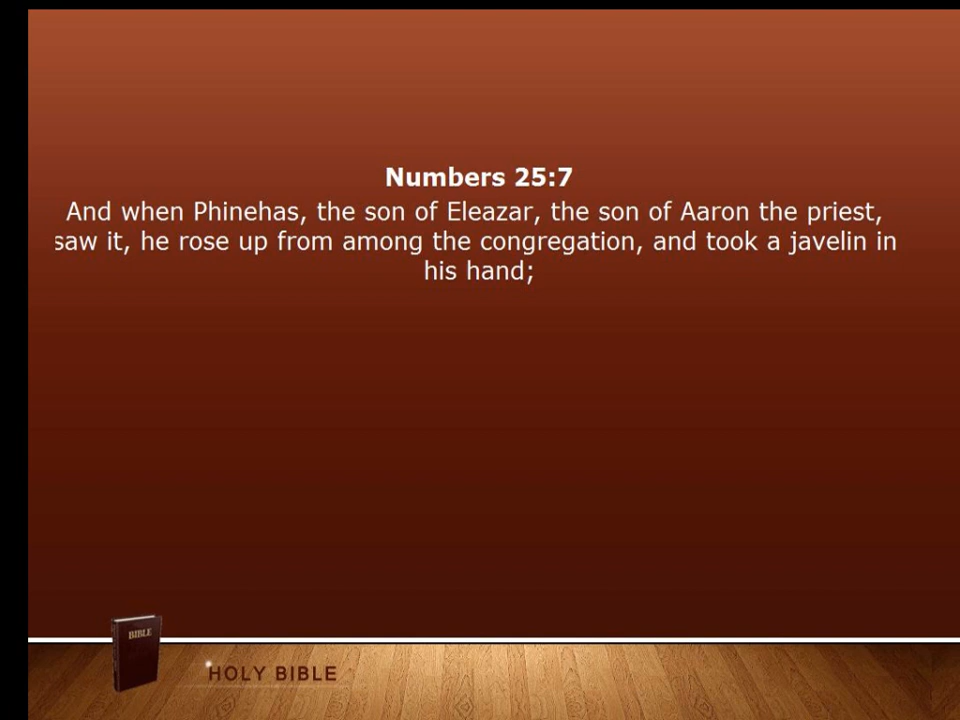 Numbers 25:7
And when Phinehas, the son of Eleazar, the son of Aaron the priest,
saw it, he rose up from among the congregation, and took a javelin in
his hand;
BIBLE
HOLY BIBLE